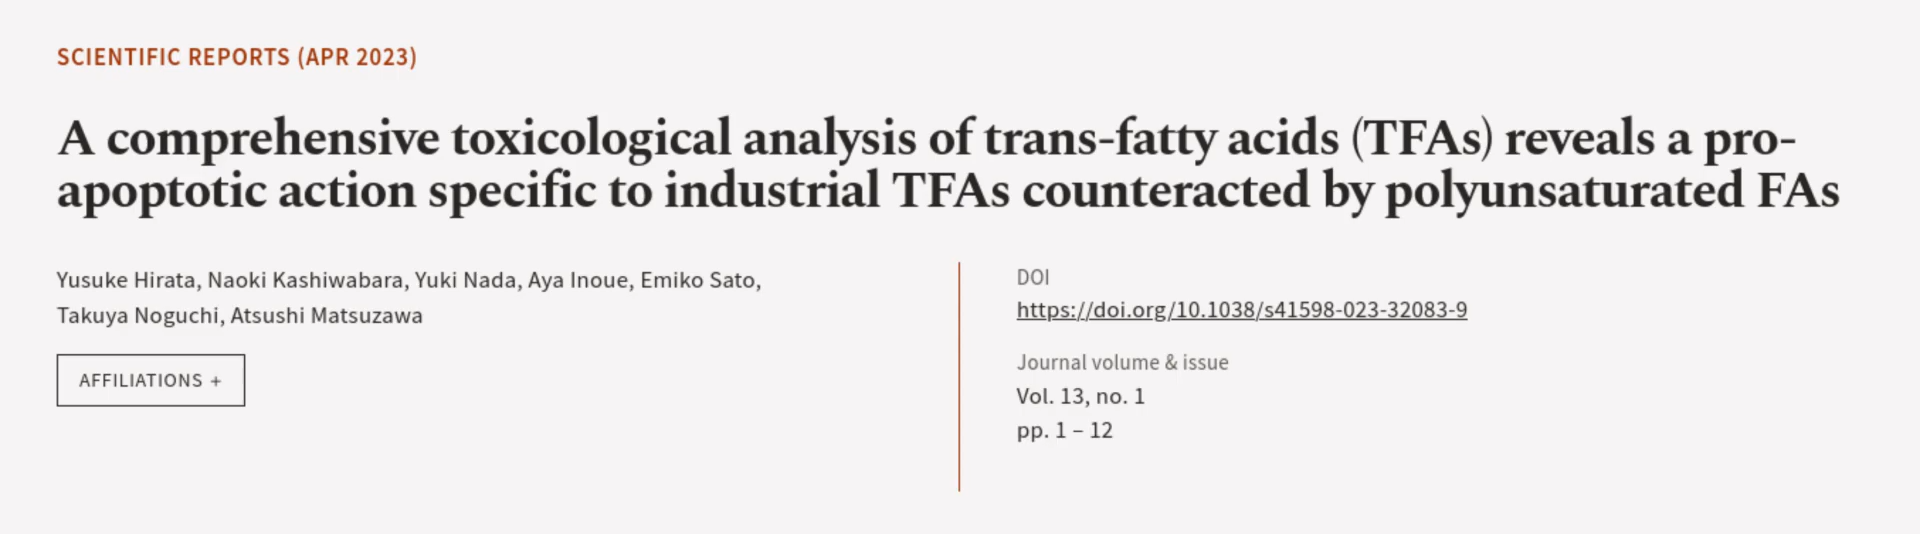 SCIENTIFIC REPORTS (APR 2023)
A comprehensive toxicological analysis of trans-fatty acids (TFAs) reveals a pro-
apoptotic action specific to industrial TFAs counteracted by polyunsaturated FAs
Yusuke Hirata, Naoki Kashiwabara, Yuki Nada, Aya Inoue, Emiko Sato,
Takuya Noguchi, Atsushi Matsuzawa
AFFILIATIONS +
DOI
https://doi.org/10.1038/s41598-023-32083-9
Journal volume & issue
Vol. 13, no. 1
pp. 1 – 12